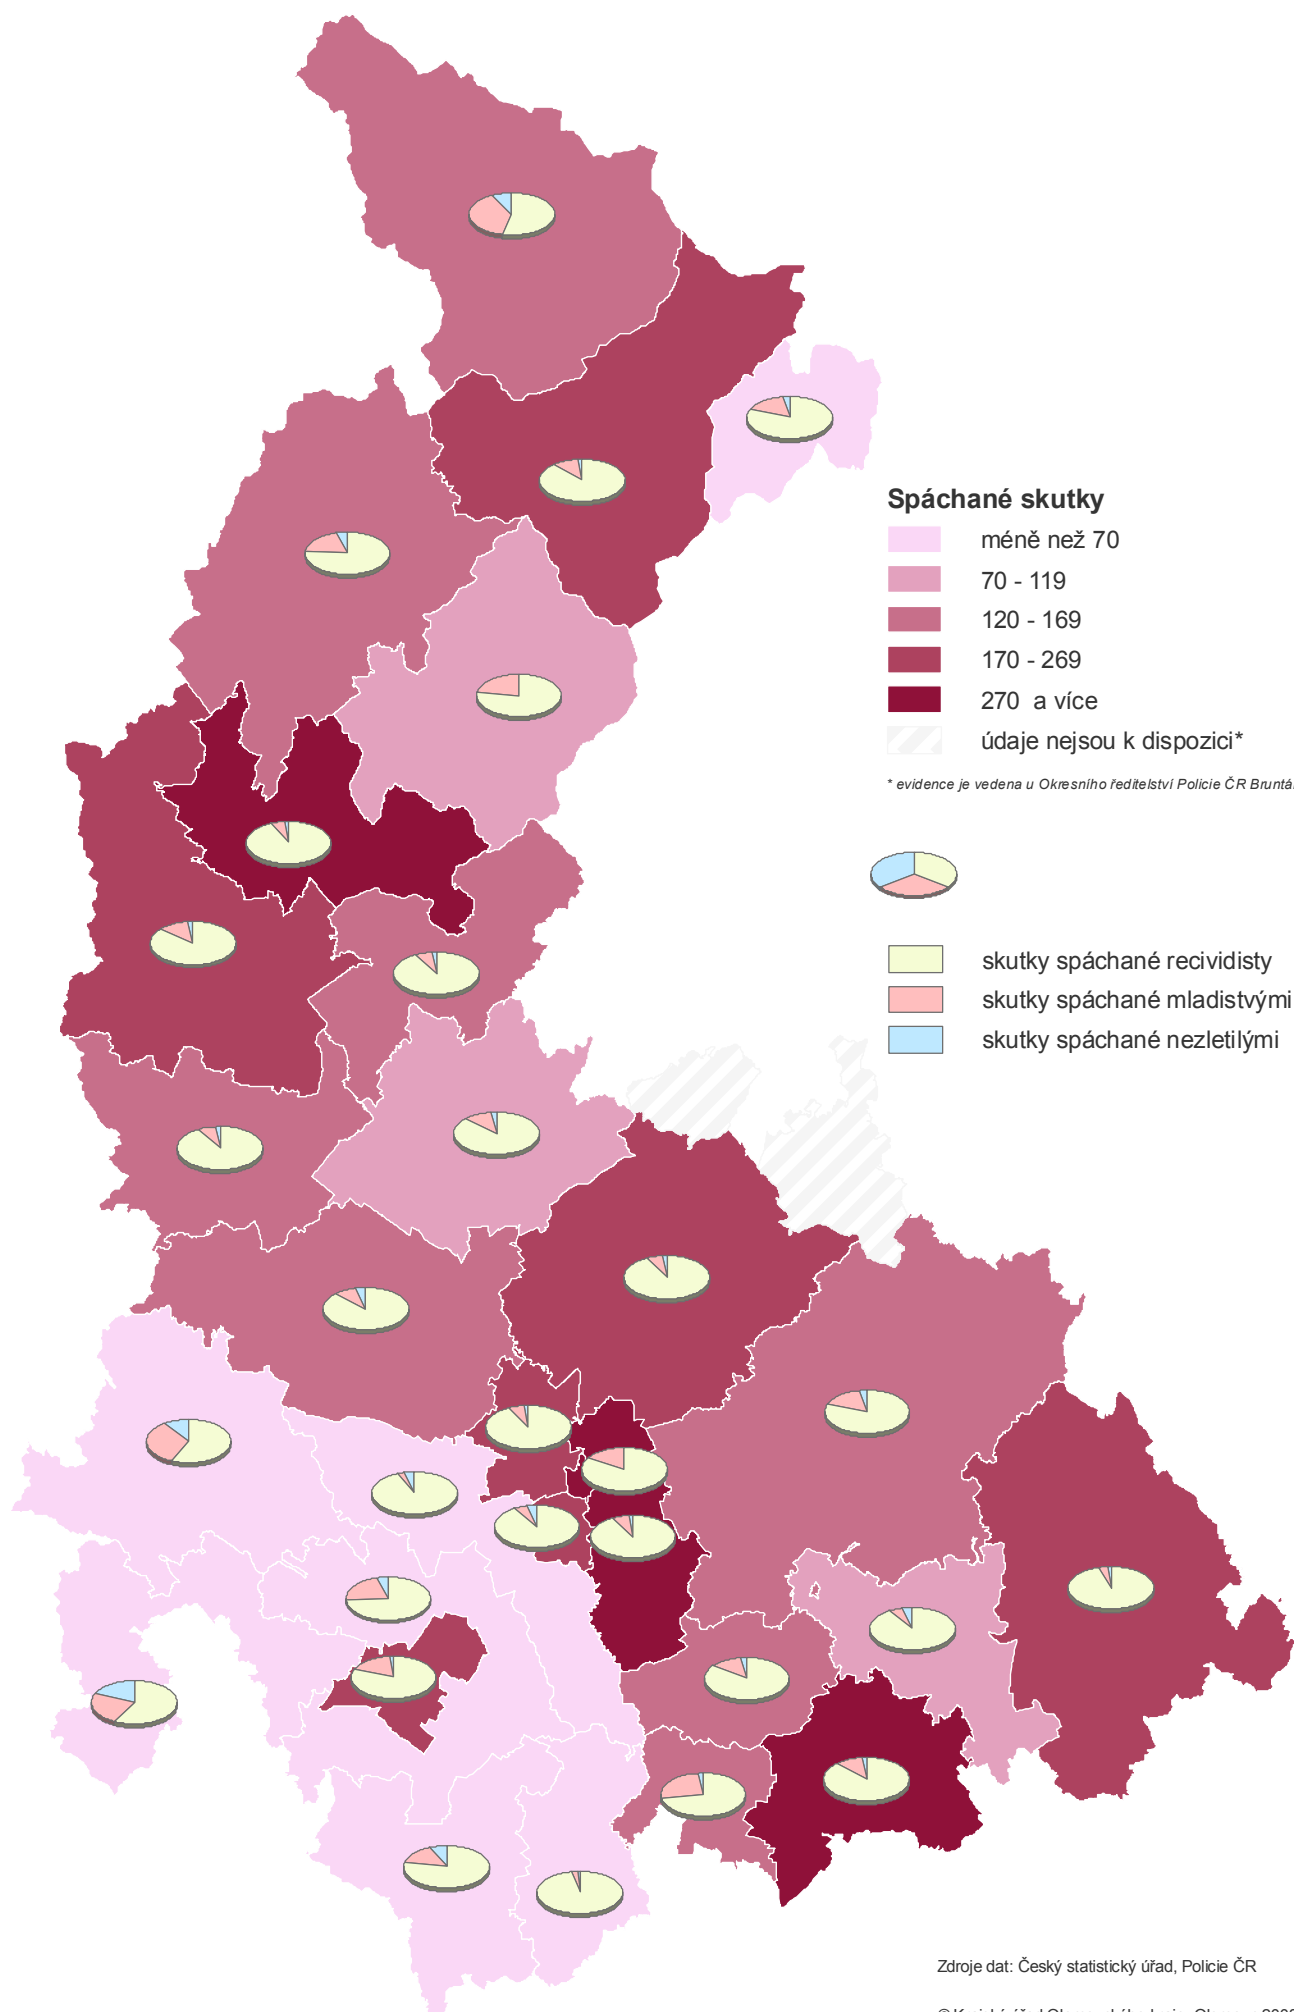 Spáchané skutky
méně než 70
70 - 119
120 - 169
170 - 269
270 a více
údaje nejsou k dispozici*
* evidence je vedena u Okresního ředitelství Policie ČR Bruntá
skutky spáchané recividisty
skutky spáchané mladistvými
skutky spáchané nezletilými
Zdroje dat: Český statistický úřad, Policie ČR